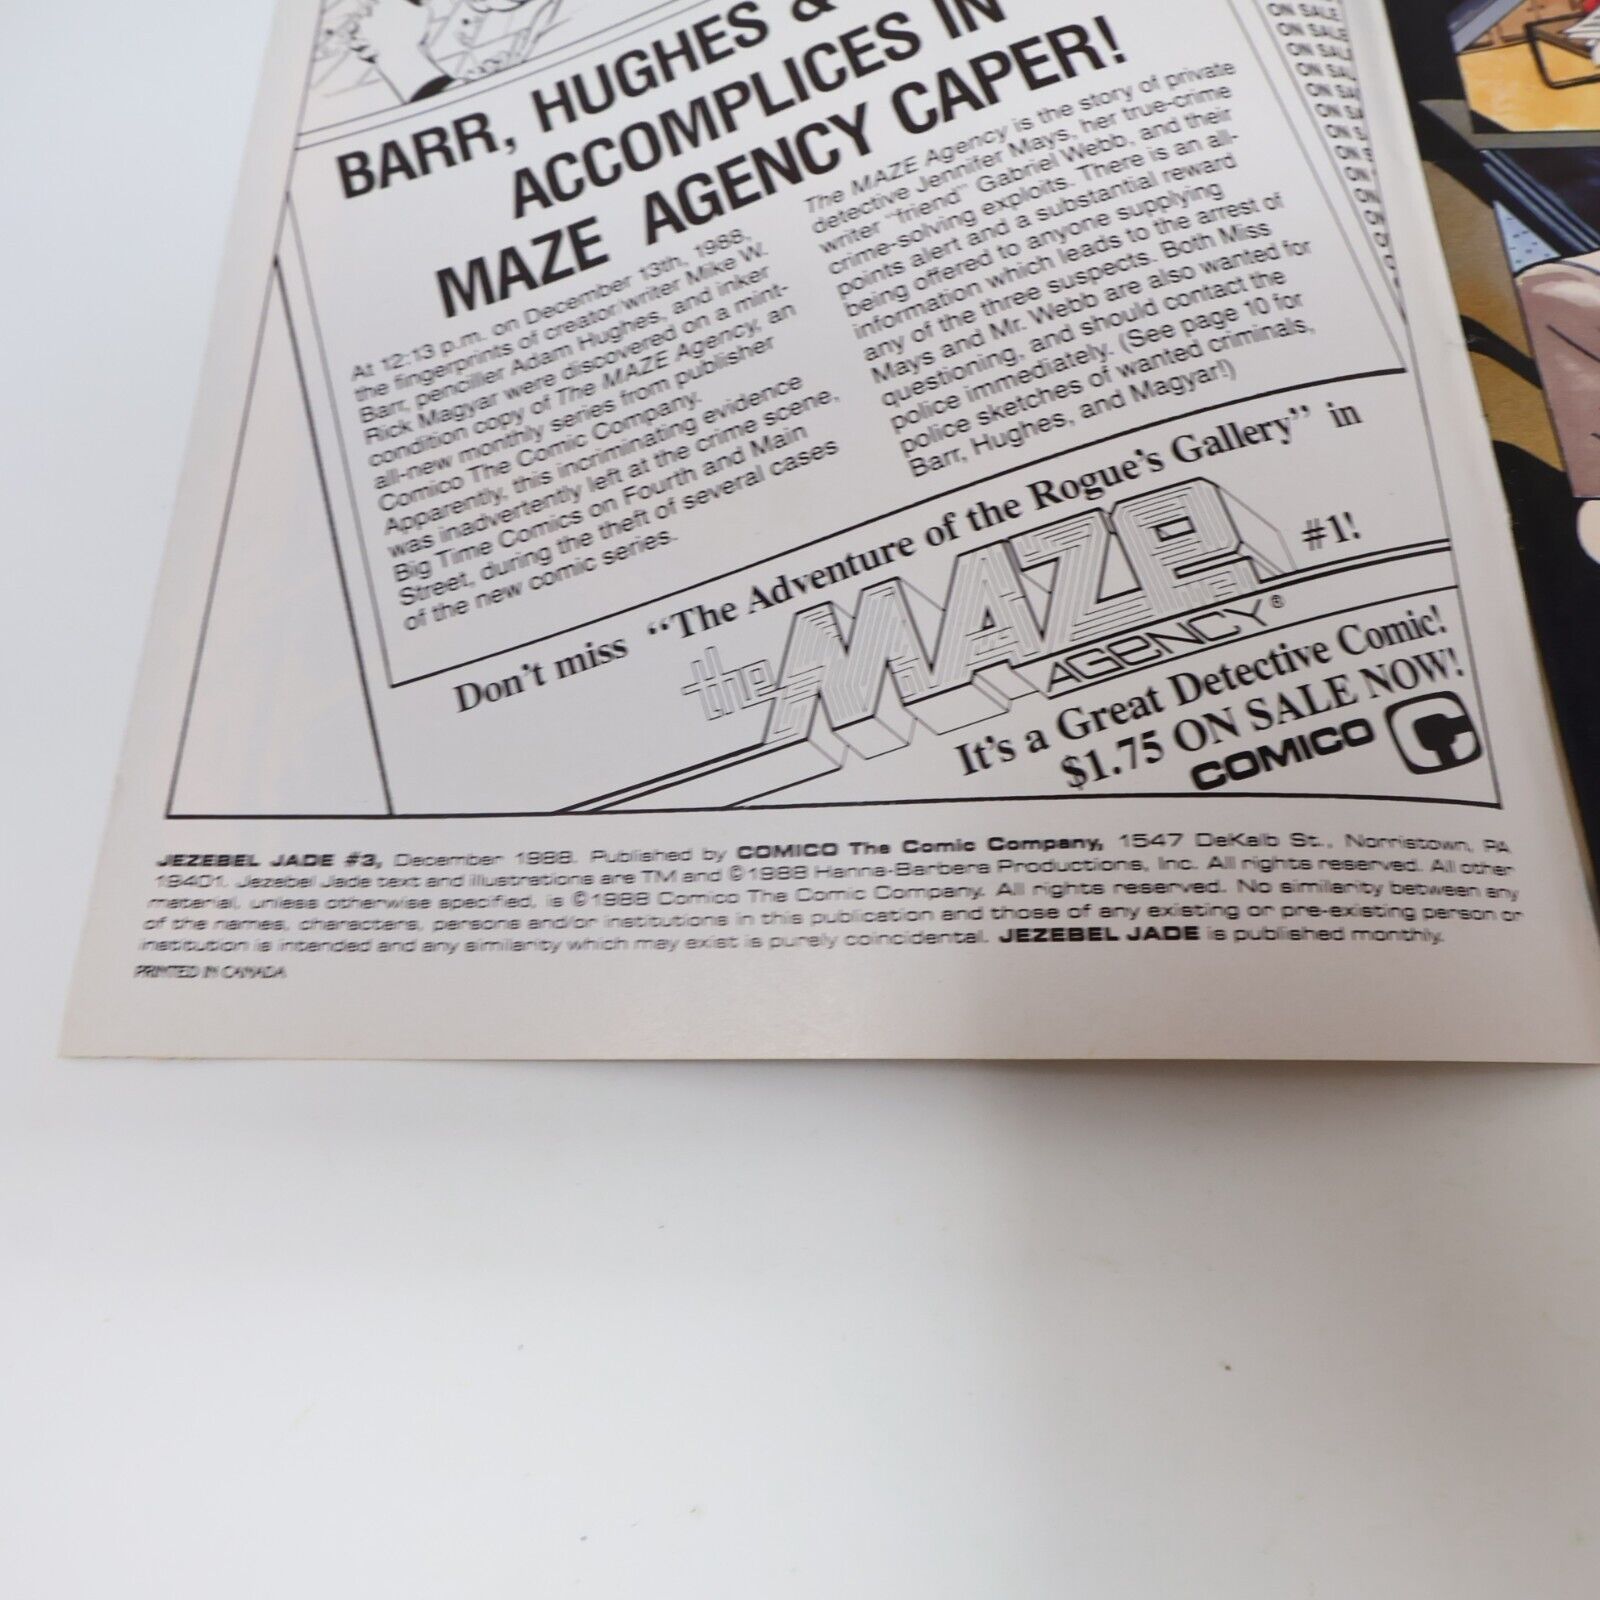 BARR, HUGHES &
ACCOMPLICES IN
MAZE AGENCY CAPER!
At 12:13 p.m. on December 13th, 1988,
the fingerprints of creator/writer Mike W.
Barr, penciller Adam Hughes, and inker
Rick Magyar were discovered on a mint-
condition copy of The MAZE Agency, an
all-new monthly series from publisher
Comico The Comic Company.
Apparently, this incriminating evidence
was inadvertently left at the crime scene,
Big Time Comics on Fourth and Main
Street, during the theft of several cases
of the new comic series.
The MAZE Agency is the story of private
detective Jennifer Mays, her true-crime
writer "friend" Gabriel Webb, and their
crime-solving exploits. There is an all-
points alert and a substantial reward
being offered to anyone supplying
information which leads to the arrest of
any of the three suspects. Both Miss
Mays and Mr. Webb are also wanted for
questioning, and should contact the
police immediately. (See page 10 for
police sketches of wanted criminals,
Barr, Hughes, and Magyar!)
ON SALE
ON SALE
ON SALE
ON SAL
ON SA
ON SA
ON S
ON S
ON
ON
ON
Don't miss "The Adventure of the Rogue's Gallery" in
the MAZE AGENCY® #1!
It's a Great Detective Comic!
$1.75 ON SALE NOW!
COMICO
JEZEBEL JADE #3, December 1988. Published by COMICO The Comic Company, 1547 DeKalb St., Norristown, PA
19401. Jezebel Jade text and illustrations are TM and ©1988 Hanna-Barbera Productions, Inc. All rights reserved. All other
material, unless otherwise specified, is ©1988 Comico The Comic Company. All rights reserved. No similarity between any
of the names, characters, persons and/or institutions in this publication and those of any existing or pre-existing person or
institution is intended and any similarity which may exist is purely coincidental. JEZEBEL JADE is published monthly.
PRINTED IN CANADA